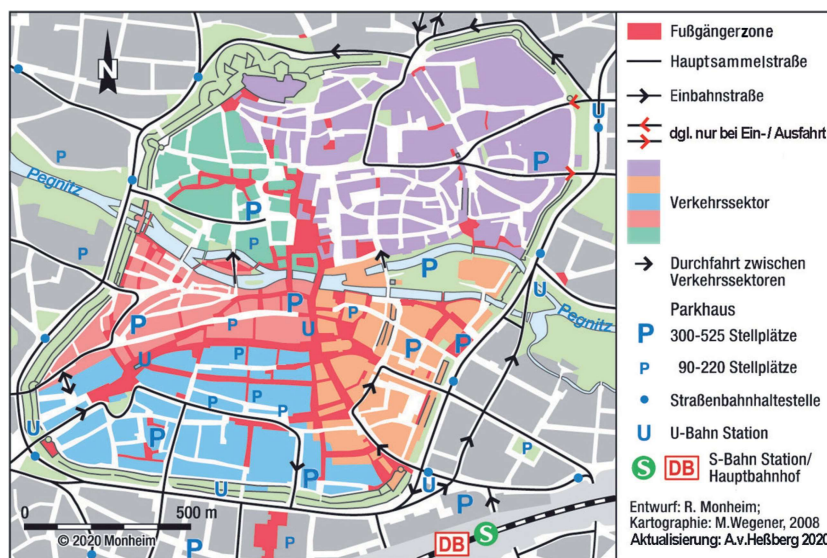 N
P
Pegnitz
P
P
P
P
P
U
P
P
P
P
P
U
U
Pegnitz
P
P
P
P
U
P
P
P
P
P
P
P
P
P
P
P
U
P
P
U
U
P
0 500 m
© 2020 Monheim
DB S
Fußgängerzone
Hauptsammelstraße
Einbahnstraße
dgl. nur bei Ein-/ Ausfahrt
Verkehrssektor
Durchfahrt zwischen
Verkehrssektoren
Parkhaus
P 300-525 Stellplätze
P 90-220 Stellplätze
Straßenbahnhaltestelle
U U-Bahn Station
S DB S-Bahn Station/
Hauptbahnhof
Entwurf: R. Monheim;
Kartographie: M.Wegener, 2008
Aktualisierung: A.v.Heßberg 2020